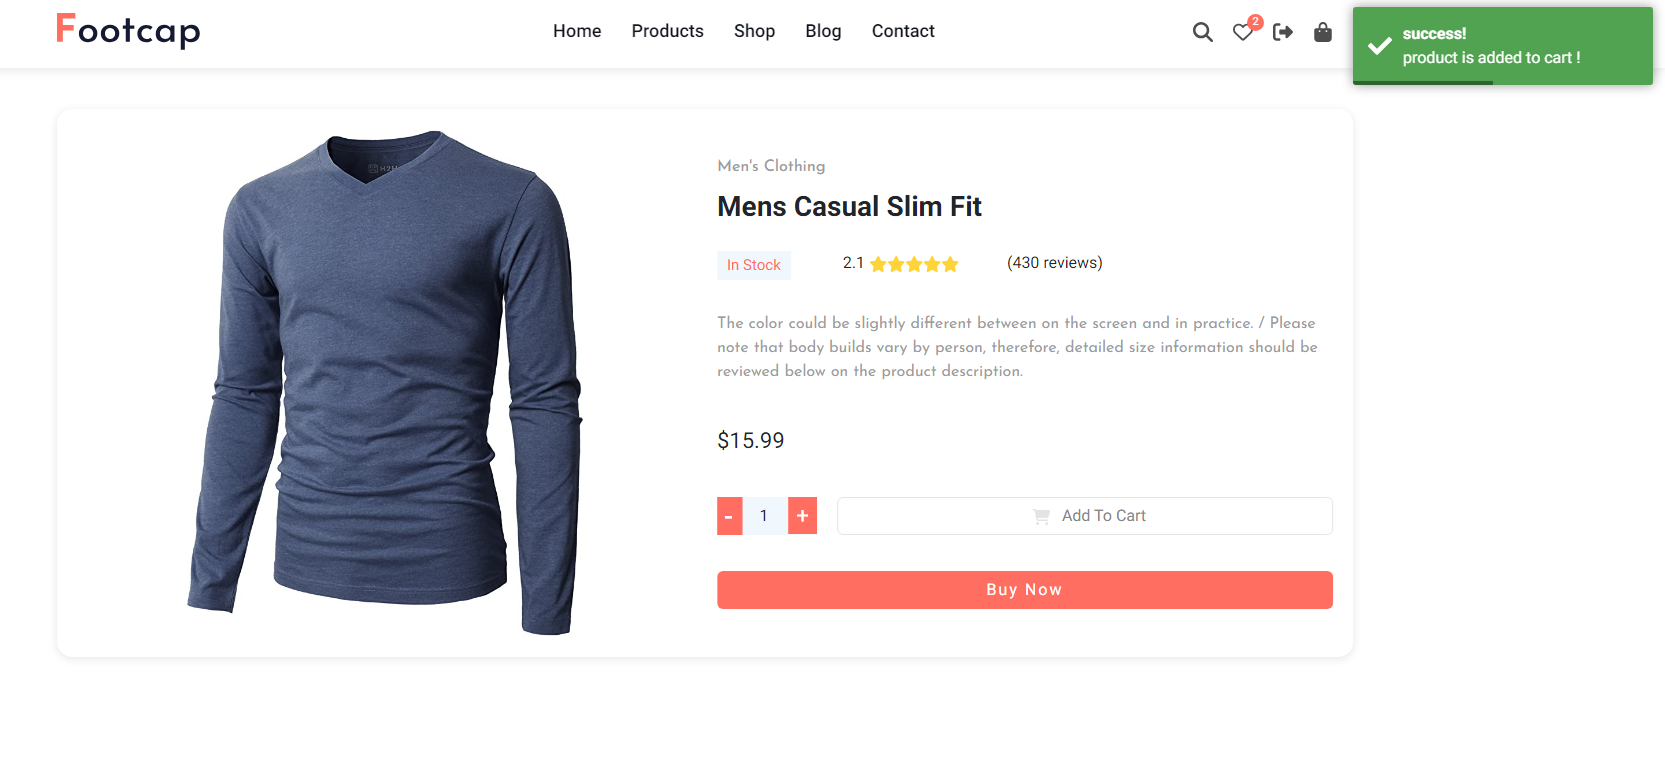 Footcap
Home Products Shop Blog Contact
2
success!
product is added to cart !
Men's Clothing
Mens Casual Slim Fit
In Stock 2.1 (430 reviews)
The color could be slightly different between on the screen and in practice. / Please
note that body builds vary by person, therefore, detailed size information should be
reviewed below on the product description.
$15.99
- 1 + Add To Cart
Buy Now